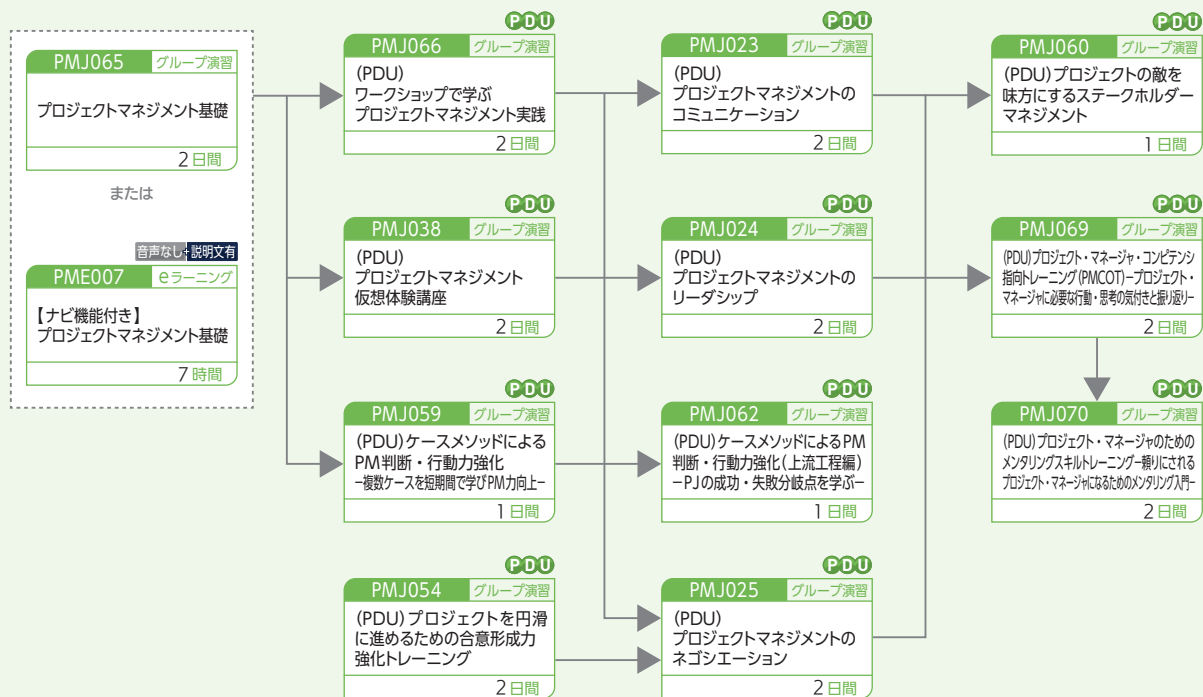 PMJ065 グループ演習
プロジェクトマネジメント基礎
2日間
または
音声なし+説明文有
PME007 eラーニング
【ナビ機能付き】
プロジェクトマネジメント基礎
7時間
PDU
PMJ066 グループ演習
(PDU)
ワークショップで学ぶ
プロジェクトマネジメント実践
2日間
PDU
PMJ038 グループ演習
(PDU)
プロジェクトマネジメント
仮想体験講座
2日間
PDU
PMJ059 グループ演習
(PDU)ケースメソッドによる
PM判断・行動力強化
−複数ケースを短期間で学びPM力向上−
1日間
PDU
PMJ054 グループ演習
(PDU)プロジェクトを円滑
に進めるための合意形成力
強化トレーニング
2日間
PDU
PMJ023 グループ演習
(PDU)
プロジェクトマネジメントの
コミュニケーション
2日間
PDU
PMJ024 グループ演習
(PDU)
プロジェクトマネジメントの
リーダシップ
2日間
PDU
PMJ062 グループ演習
(PDU)ケースメソッドによるPM
判断・行動力強化(上流工程編)
−PJの成功・失敗分岐点を学ぶ−
1日間
PDU
PMJ025 グループ演習
(PDU)
プロジェクトマネジメントの
ネゴシエーション
2日間
PDU
PMJ060 グループ演習
(PDU)プロジェクトの敵を
味方にするステークホルダー
マネジメント
1日間
PDU
PMJ069 グループ演習
(PDU)プロジェクト・マネージャ・コンピテンシ
指向トレーニング(PMCOT)−プロジェクト・
マネージャに必要な行動・思考の気付きと振り返り−
2日間
PDU
PMJ070 グループ演習
(PDU)プロジェクト・マネージャのための
メンタリングスキルトレーニング−頼りにされる
プロジェクト・マネージャになるためのメンタリング入門−
2日間